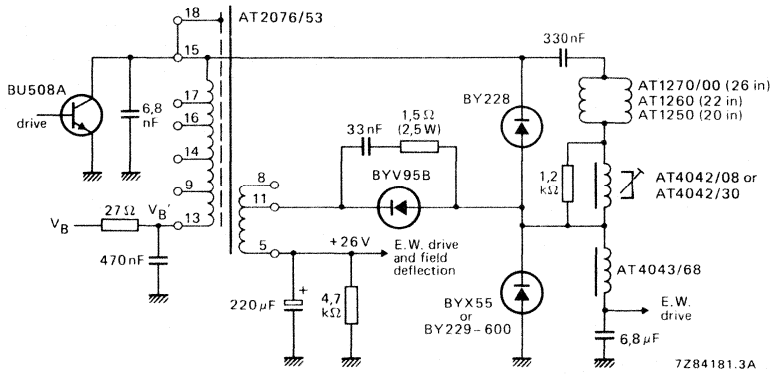 18
AT2076/53
15
330nF
BU508A
AT1270/00 (26 in)
AT1260 (22 in)
AT1250 (20 in)
17
BY228
6,8
nF
1,5Ω
(2,5W)
drive
16
33nF
14
8
BYV95B
1,2
kΩ
AT4042/08 or
AT4042/30
9
11
VB
27Ω
VB'
13
5
+26V
E.W. drive
and field
deflection
470nF
AT4043/68
220μF
+
4,7
kΩ
BYX55
or
BY229-600
E.W.
drive
6,8μF
7Z84181.3A